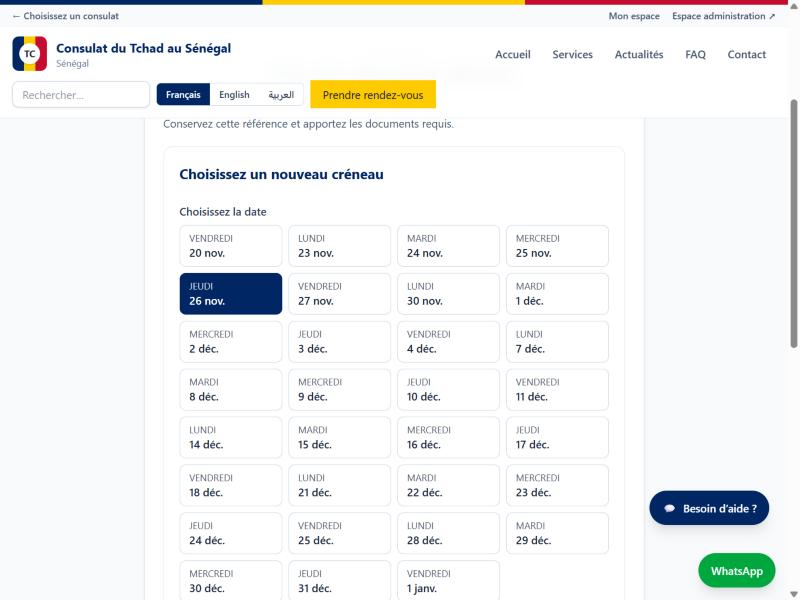 ← Choisissez un consulat
Mon espace
Espace administration ↗
TC
Consulat du Tchad au Sénégal
Sénégal
Accueil
Services
Actualités
FAQ
Contact
Rechercher...
Français
English
العربية
Prendre rendez-vous
Conservez cette référence et apportez les documents requis.
Choisissez un nouveau créneau
Choisissez la date
VENDREDI
20 nov.
LUNDI
23 nov.
MARDI
24 nov.
MERCREDI
25 nov.
JEUDI
26 nov.
VENDREDI
27 nov.
LUNDI
30 nov.
MARDI
1 déc.
MERCREDI
2 déc.
JEUDI
3 déc.
VENDREDI
4 déc.
LUNDI
7 déc.
MARDI
8 déc.
MERCREDI
9 déc.
JEUDI
10 déc.
VENDREDI
11 déc.
LUNDI
14 déc.
MARDI
15 déc.
MERCREDI
16 déc.
JEUDI
17 déc.
VENDREDI
18 déc.
LUNDI
21 déc.
MARDI
22 déc.
MERCREDI
23 déc.
JEUDI
24 déc.
VENDREDI
25 déc.
LUNDI
28 déc.
MARDI
29 déc.
MERCREDI
30 déc.
JEUDI
31 déc.
VENDREDI
1 janv.
Besoin d'aide ?
WhatsApp